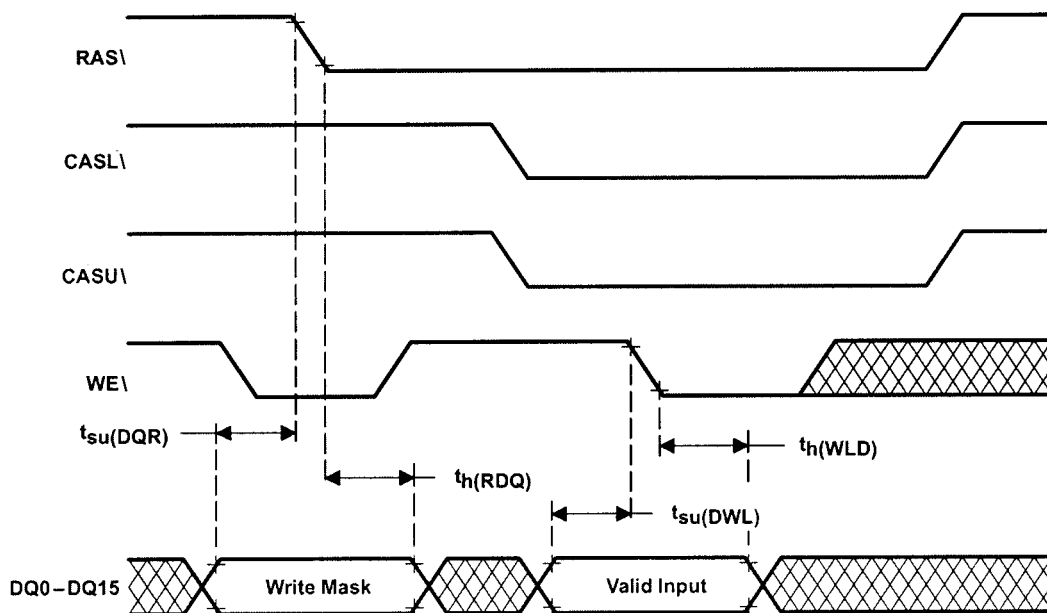 RAS\
CASL\
CASU\
WE\
tsu(DQR)
th(WLD)
th(RDQ)
tsu(DWL)
DQ0–DQ15
Write Mask
Valid Input